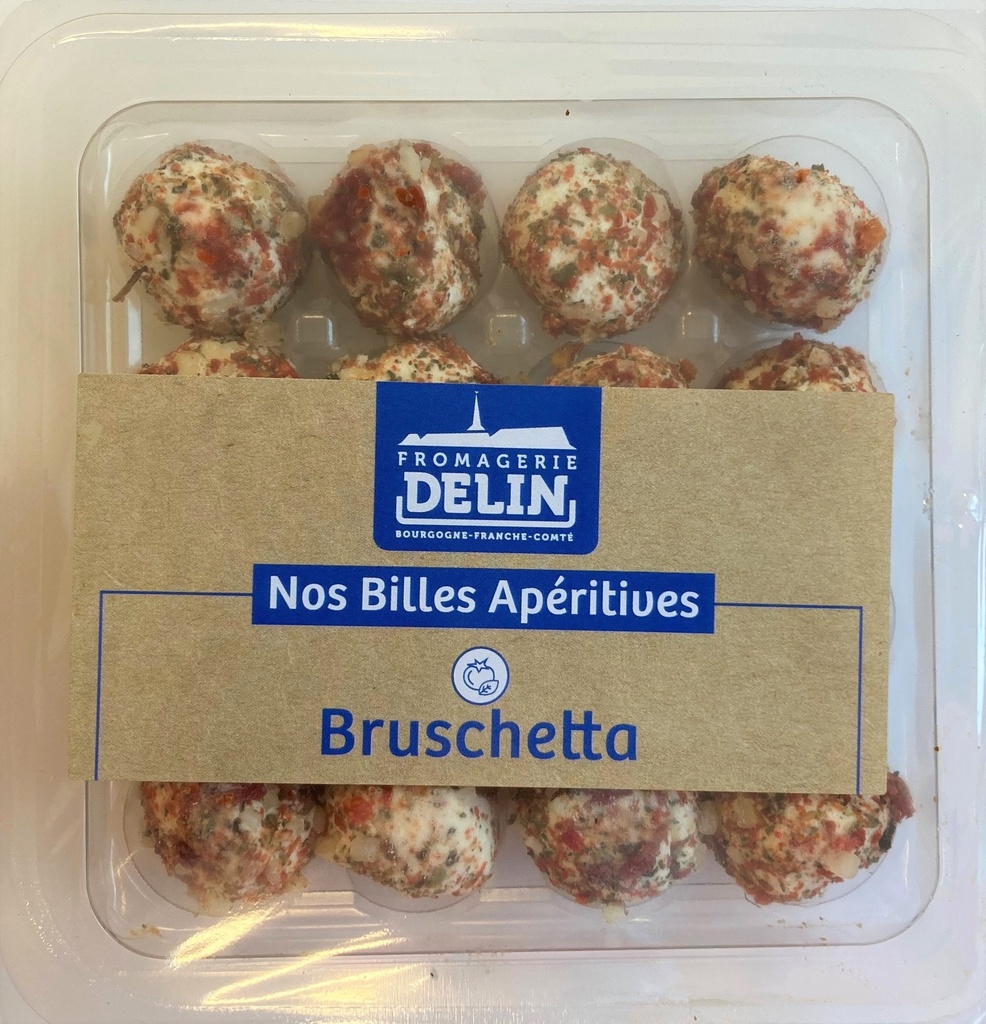 FROMAGERIE
DELIN
BOURGOGNE-FRANCHE-COMTÉ
Nos Billes Apéritives
Bruschetta